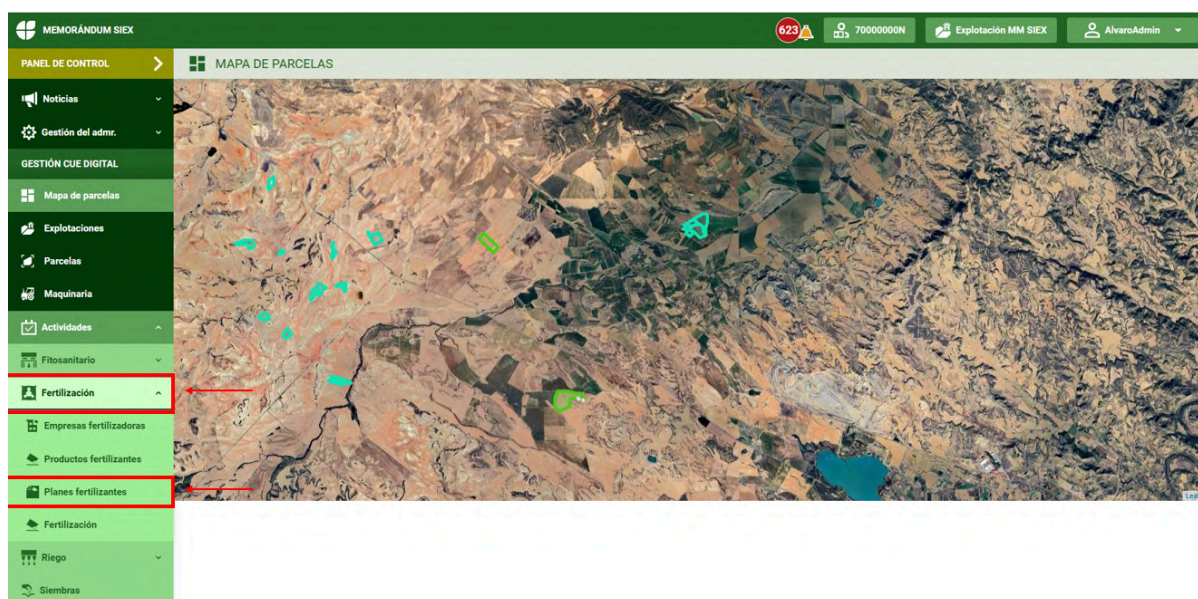 MEMORÁNDUM SIEX
623
70000000N
Explotación MM SIEX
AlvaroAdmin
PANEL DE CONTROL
MAPA DE PARCELAS
Noticias
Gestión del admr.
GESTIÓN CUE DIGITAL
Mapa de parcelas
Explotaciones
Parcelas
Maquinaria
Actividades
Fitosanitario
Fertilización
Empresas fertilizadoras
Productos fertilizantes
Planes fertilizantes
Fertilización
Riego
Siembras